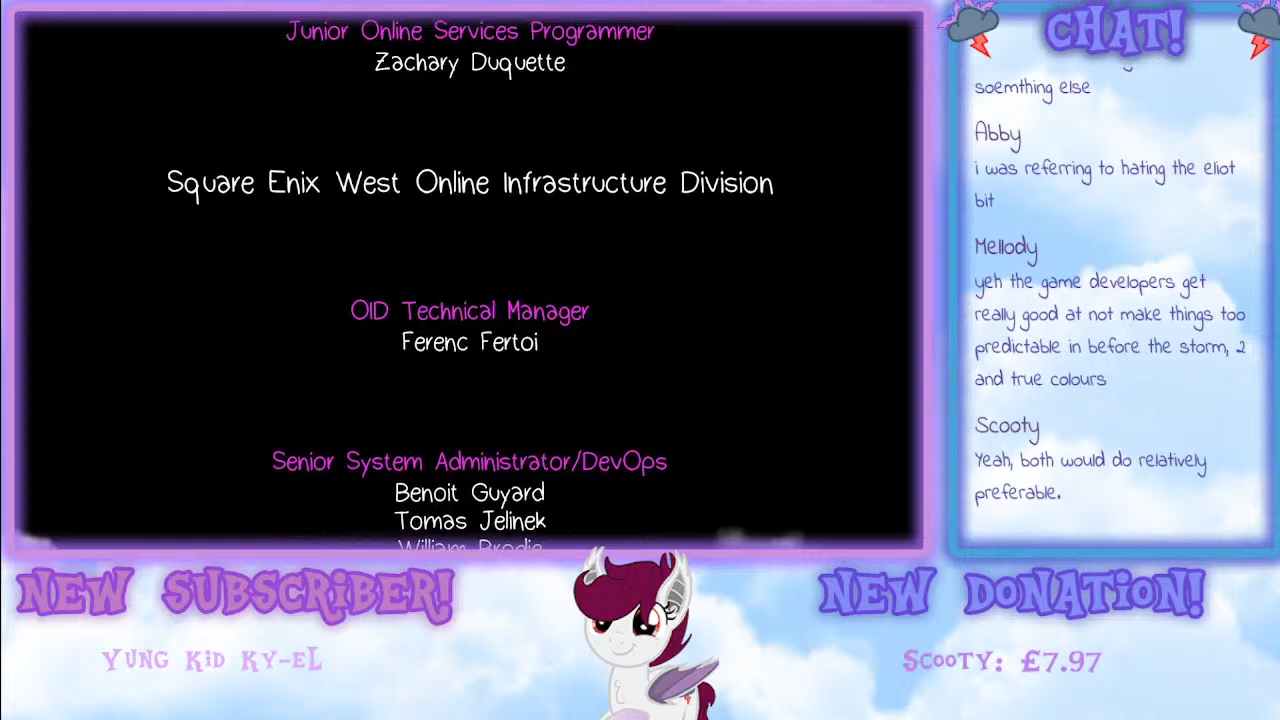 Junior Online Services Programmer
Zachary Duquette
Square Enix West Online Infrastructure Division
OID Technical Manager
Ferenc Fertoi
Senior System Administrator/DevOps
Benoit Guyard
Tomas Jelinek
William Brodie
CHAT!
soemthing else
Abby
i was referring to hating the eliot
bit
Mellody
yeh the game developers get
really good at not make things too
predictable in before the storm, 2
and true colours
Scooty
Yeah, both would do relatively
preferable.
NEW SUBSCRIBER!
YUNG KID KY-EL
NEW DONATION!
SCOOTY: £7.97